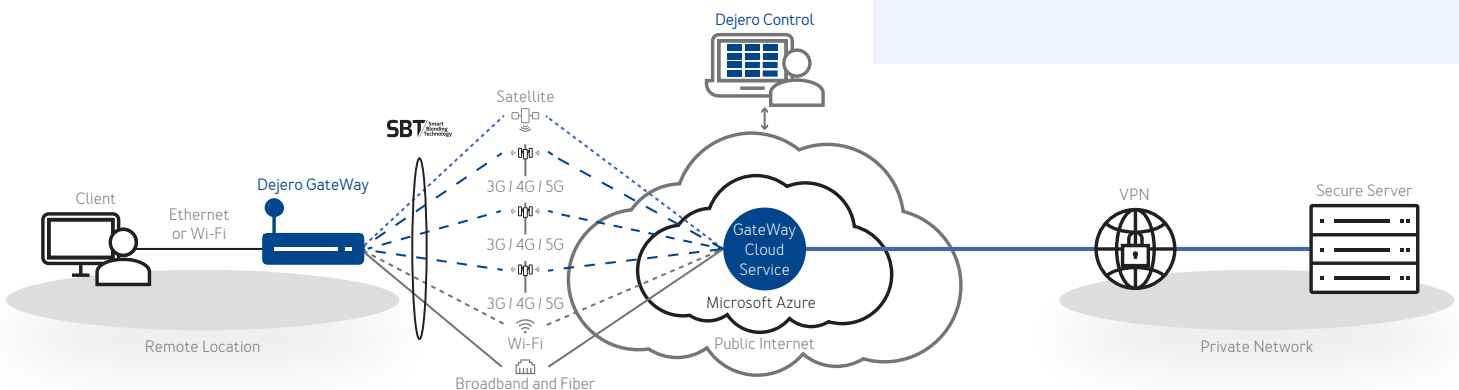 Dejero Control
Satellite
SBT Smart
Blending
Technology
3G / 4G / 5G
3G / 4G / 5G
3G / 4G / 5G
Wi-Fi
Broadband and Fiber
Client
Ethernet
or Wi-Fi
Dejero GateWay
Remote Location
GateWay
Cloud
Service
Microsoft Azure
Public Internet
VPN
Secure Server
Private Network